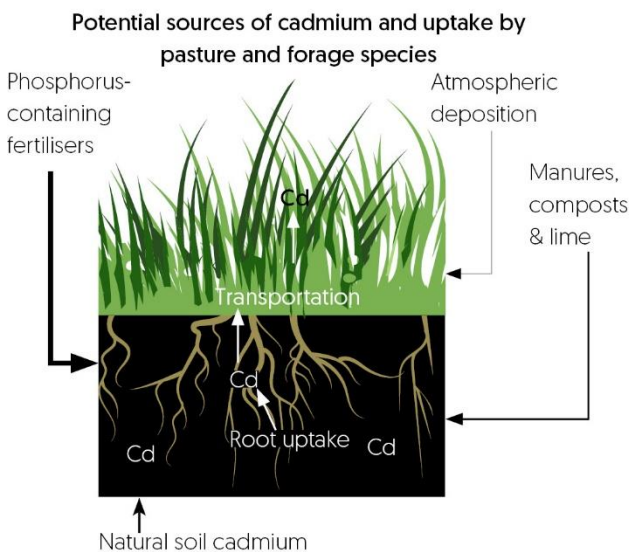 Potential sources of cadmium and uptake by
pasture and forage species
Phosphorus-
containing
fertilisers
Atmospheric
deposition
Manures,
composts
& lime
Cd
Transportation
Cd
Root uptake
Cd
Cd
Natural soil cadmium